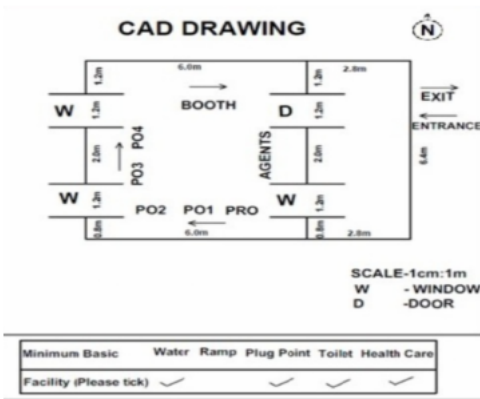 CAD DRAWING
N
6.0m
2.8m
1.2m
1.2m
W
1.2m
BOOTH
D
1.2m
EXIT
ENTRANCE
2.0m
PO3 PO4
AGENTS
2.0m
6.4m
W
1.2m
W
1.2m
PO2 PO1 PRO
0.8m
6.0m
0.8m
2.8m
SCALE-1cm:1m
W - WINDOW
D -DOOR
Minimum Basic Water Ramp Plug Point Toilet Health Care
Facility (Please tick)